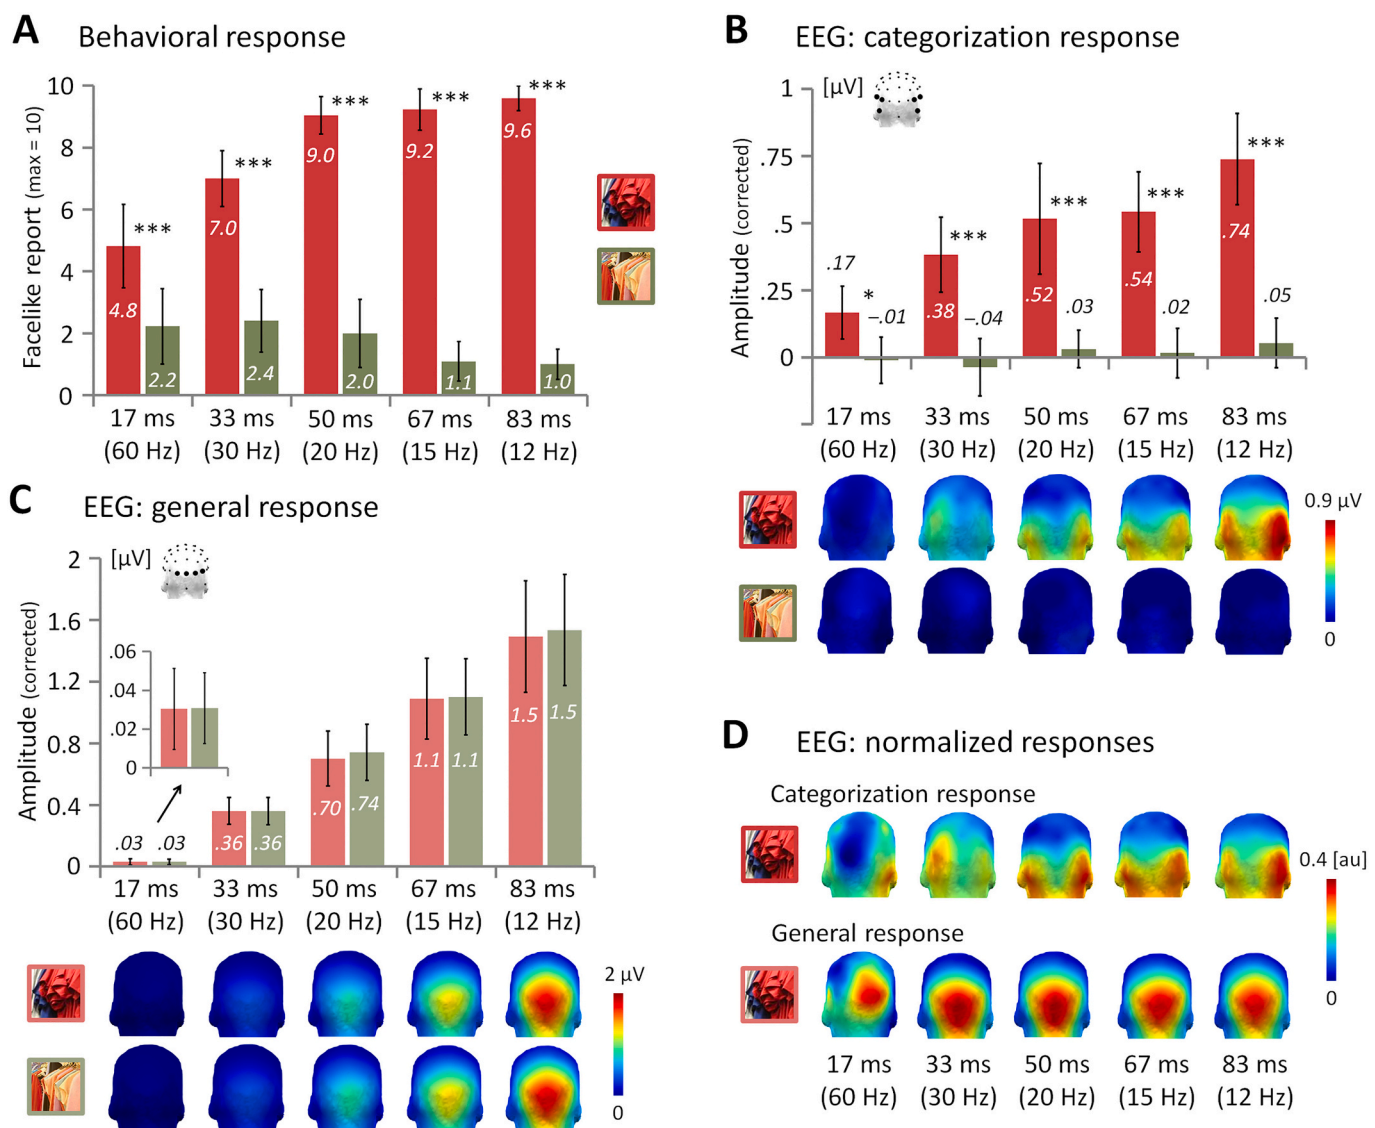 A Behavioral response
Facelike report (max = 10)
10
8
6
4
2
0
4.8
2.2
***
7.0
2.4
***
9.0
2.0
***
9.2
1.1
***
9.6
1.0
***
17 ms 33 ms 50 ms 67 ms 83 ms
(60 Hz) (30 Hz) (20 Hz) (15 Hz) (12 Hz)
B EEG: categorization response
[µV]
Amplitude (corrected)
1
.75
.5
.25
0
.17
*
–.01
.38
***
–.04
.52
***
.03
.54
***
.02
.74
***
.05
17 ms 33 ms 50 ms 67 ms 83 ms
(60 Hz) (30 Hz) (20 Hz) (15 Hz) (12 Hz)
0.9 µV
0
C EEG: general response
[µV]
Amplitude (corrected)
2
1.6
1.2
0.8
0.4
0
.06
.04
.02
0
.03 .03
.36 .36
.70 .74
1.1 1.1
1.5 1.5
17 ms 33 ms 50 ms 67 ms 83 ms
(60 Hz) (30 Hz) (20 Hz) (15 Hz) (12 Hz)
2 µV
0
D EEG: normalized responses
Categorization response
0.4 [au]
0
General response
17 ms 33 ms 50 ms 67 ms 83 ms
(60 Hz) (30 Hz) (20 Hz) (15 Hz) (12 Hz)